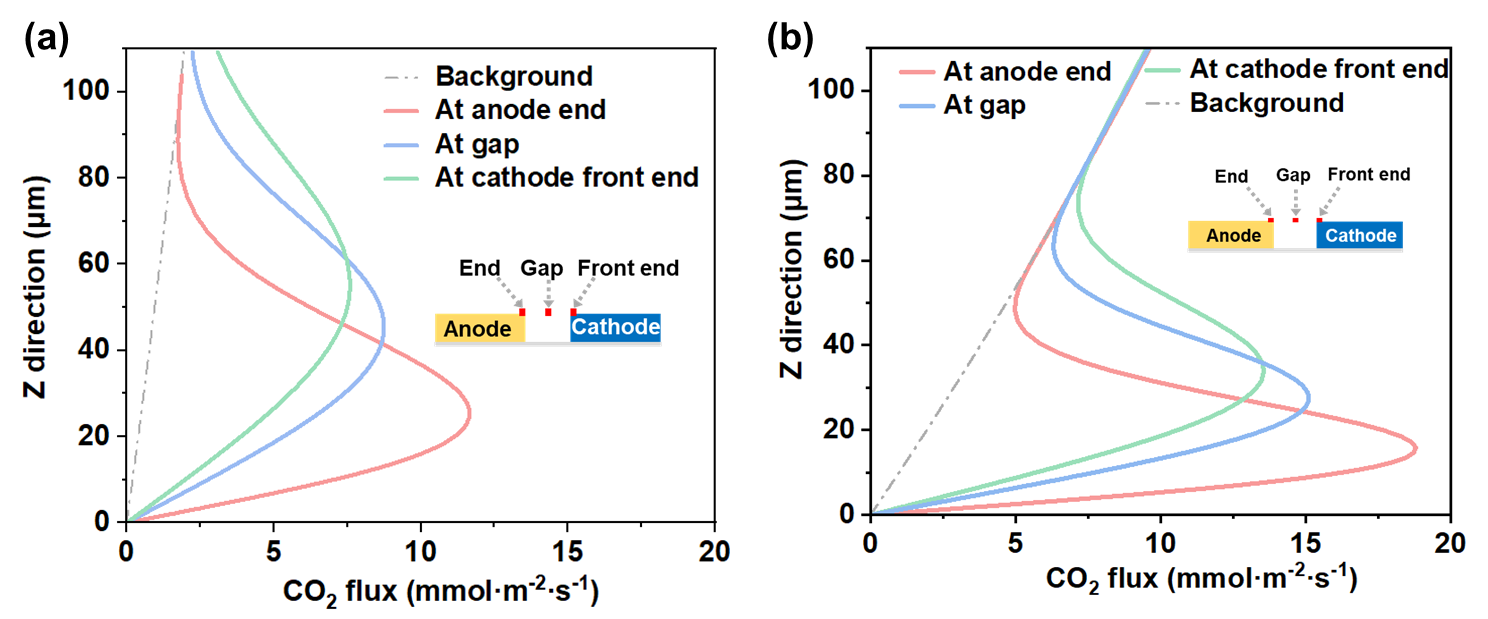 (a)
Background
At anode end
At gap
At cathode front end
End Gap Front end
Anode Cathode
100
80
60
40
20
0
Z direction (μm)
0 5 10 15 20
CO₂ flux (mmol·m⁻²·s⁻¹)
(b)
At anode end At cathode front end
At gap Background
End Gap Front end
Anode Cathode
100
80
60
40
20
0
Z direction (μm)
0 5 10 15 20
CO₂ flux (mmol·m⁻²·s⁻¹)